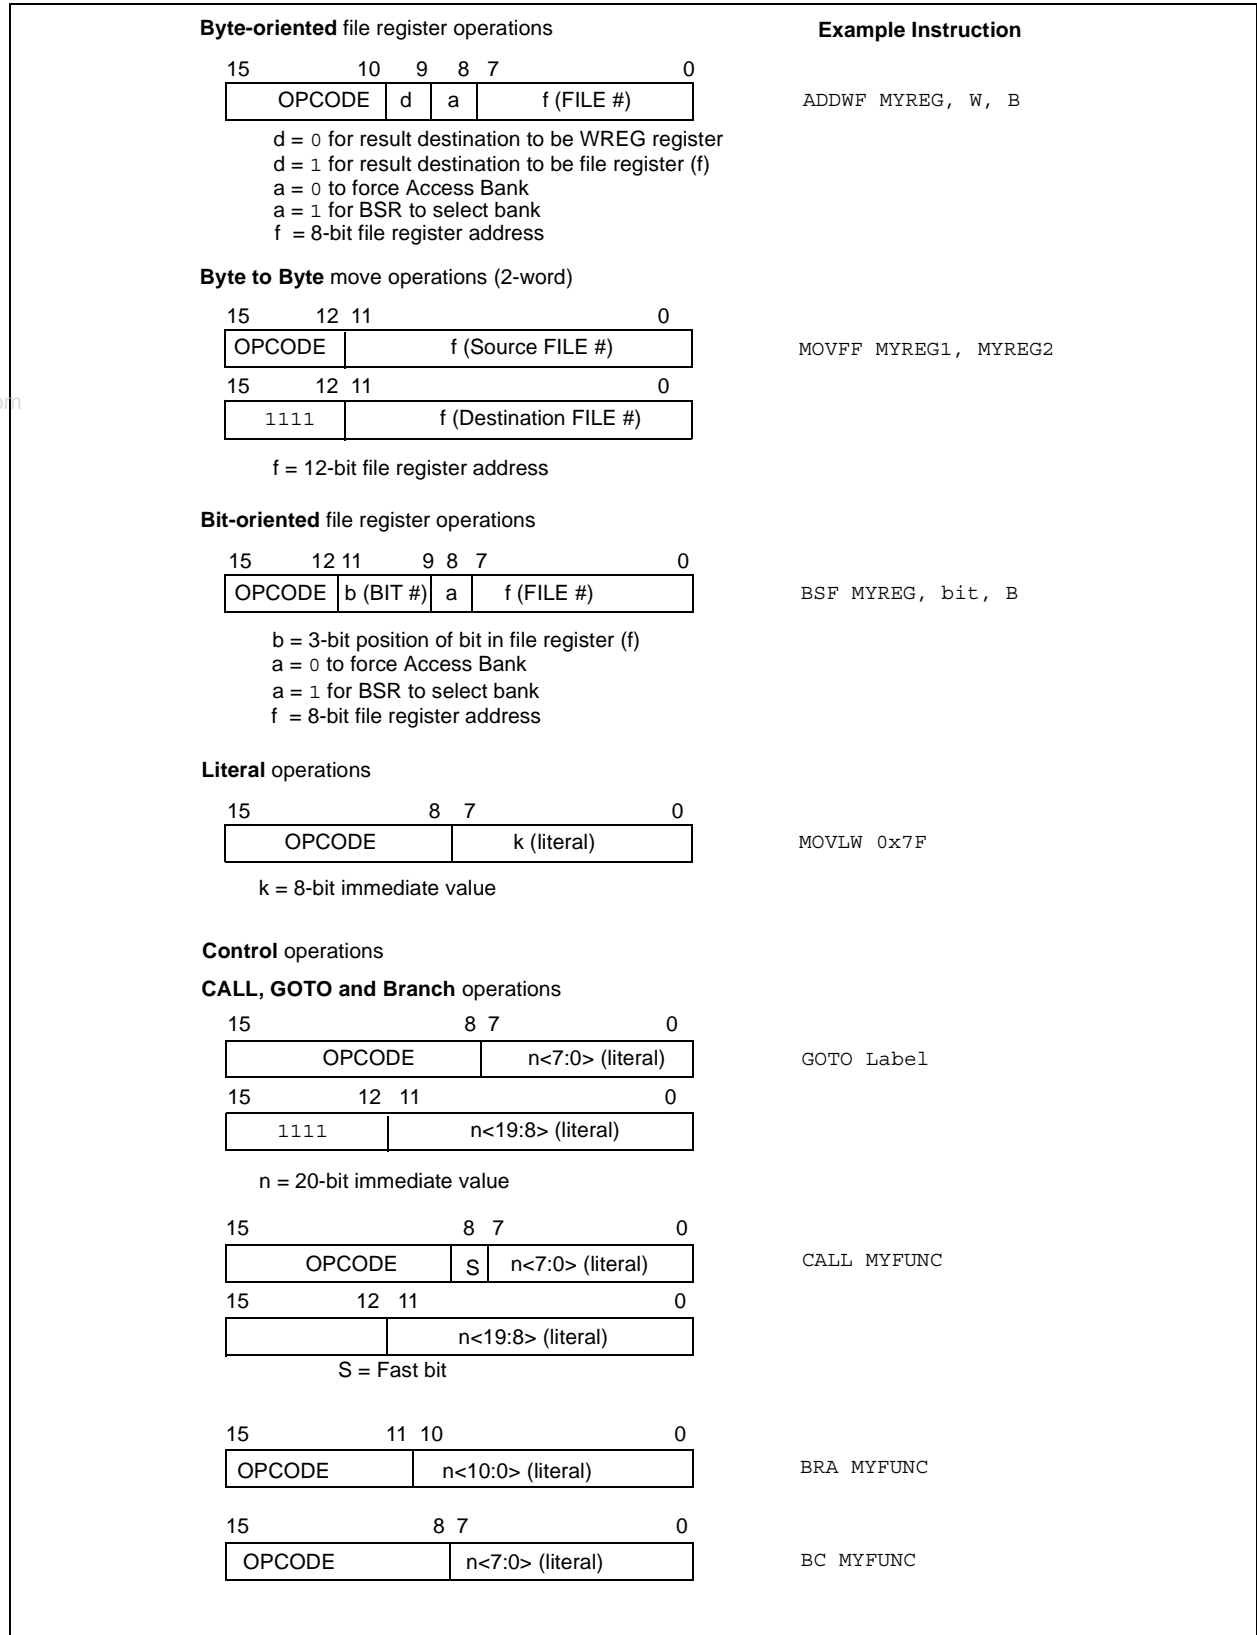 Byte-oriented file register operations
Example Instruction
15 10 9 8 7 0
OPCODE d a f (FILE #)
ADDWF MYREG, W, B
d = 0 for result destination to be WREG register
d = 1 for result destination to be file register (f)
a = 0 to force Access Bank
a = 1 for BSR to select bank
f = 8-bit file register address
Byte to Byte move operations (2-word)
15 12 11 0
OPCODE f (Source FILE #)
MOVFF MYREG1, MYREG2
15 12 11 0
1111 f (Destination FILE #)
f = 12-bit file register address
Bit-oriented file register operations
15 12 11 9 8 7 0
OPCODE b (BIT #) a f (FILE #)
BSF MYREG, bit, B
b = 3-bit position of bit in file register (f)
a = 0 to force Access Bank
a = 1 for BSR to select bank
f = 8-bit file register address
Literal operations
15 8 7 0
OPCODE k (literal)
MOVLW 0x7F
k = 8-bit immediate value
Control operations
CALL, GOTO and Branch operations
15 8 7 0
OPCODE n<7:0> (literal)
GOTO Label
15 12 11 0
1111 n<19:8> (literal)
n = 20-bit immediate value
15 8 7 0
OPCODE S n<7:0> (literal)
CALL MYFUNC
15 12 11 0
n<19:8> (literal)
S = Fast bit
15 11 10 0
OPCODE n<10:0> (literal)
BRA MYFUNC
15 8 7 0
OPCODE n<7:0> (literal)
BC MYFUNC